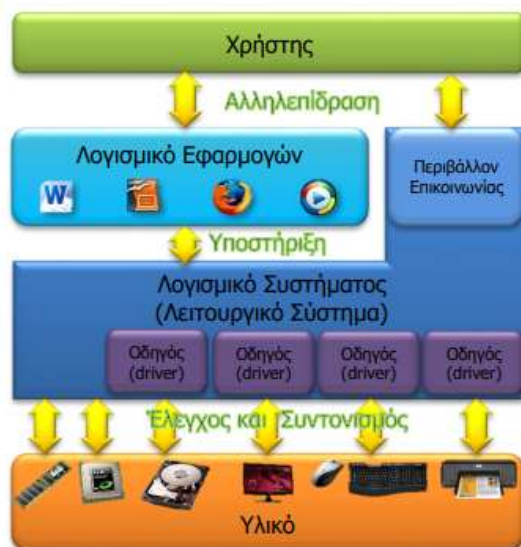 Χρήστης
Αλληλεπίδραση
Λογισμικό Εφαρμογών
W
Περιβάλλον
Επικοινωνίας
Υποστήριξη
Λογισμικό Συστήματος
(Λειτουργικό Σύστημα)
Οδηγός
(driver)
Οδηγός
(driver)
Οδηγός
(driver)
Οδηγός
(driver)
Έλεγχος και Συντονισμός
Υλικό